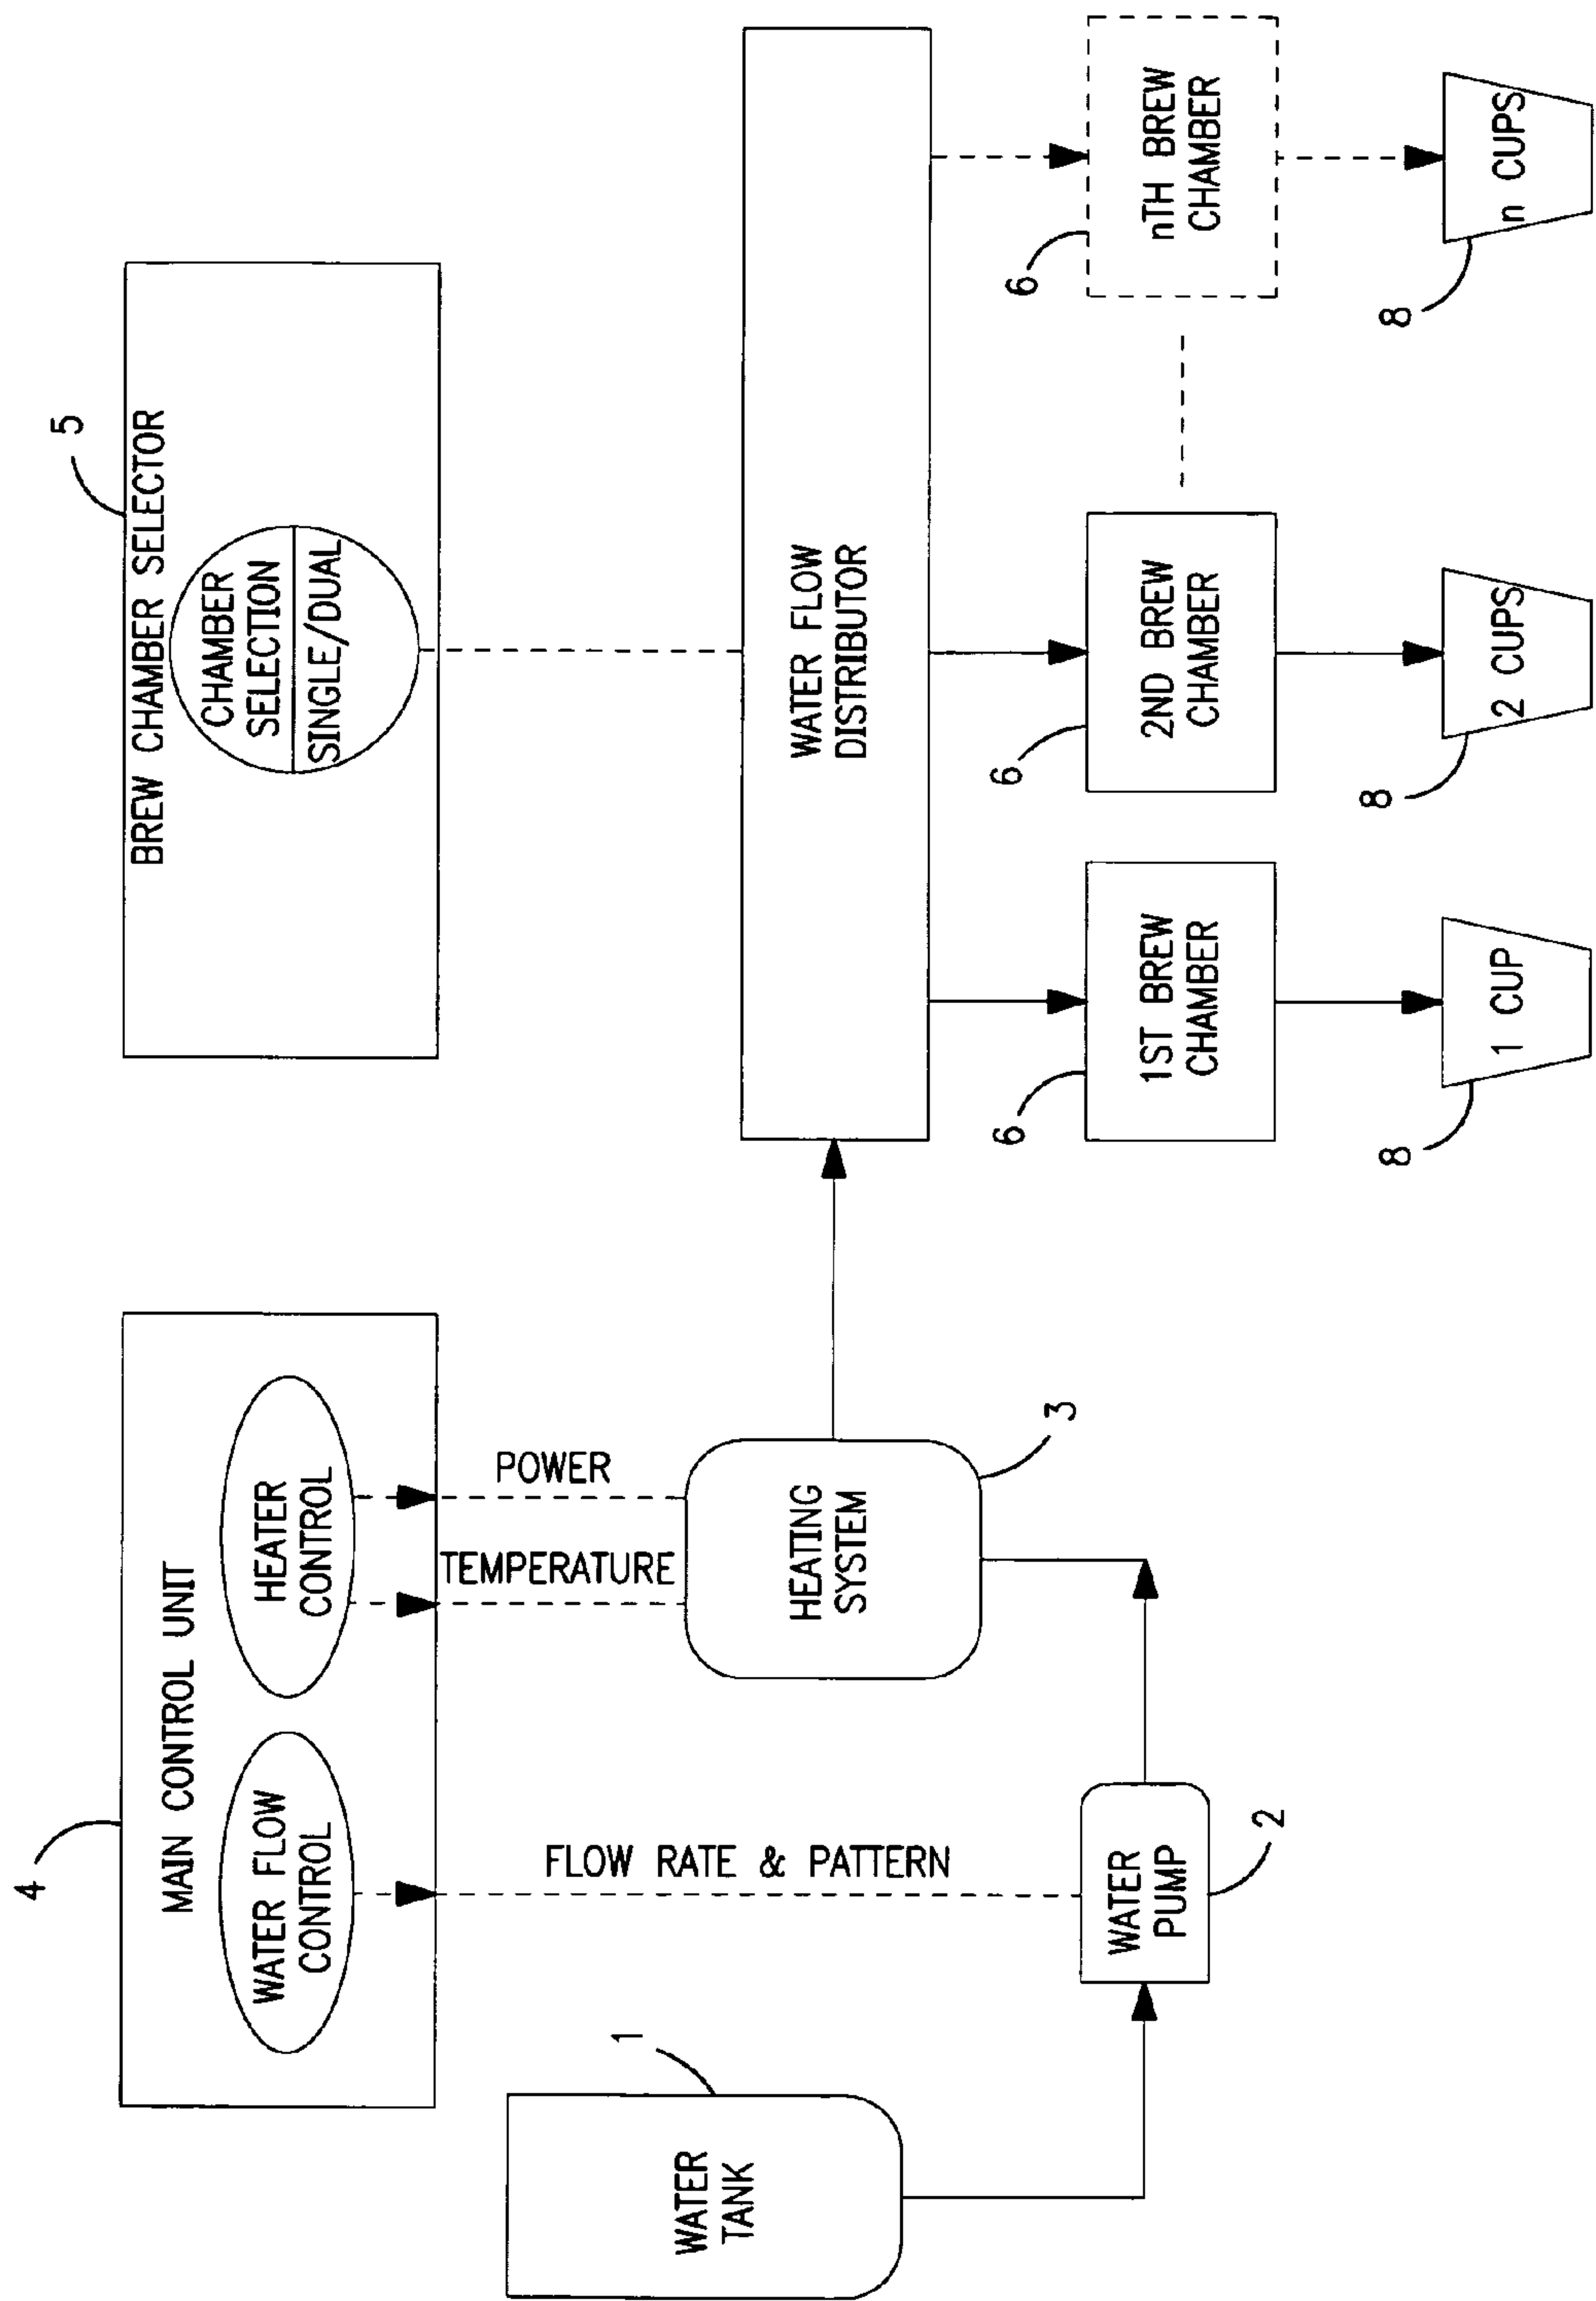 4
MAIN CONTROL UNIT
WATER FLOW
CONTROL
HEATER
CONTROL
5
BREW CHAMBER SELECTOR
CHAMBER
SELECTION
SINGLE/DUAL
FLOW RATE & PATTERN
TEMPERATURE
POWER
1
WATER
TANK
WATER
PUMP
2
HEATING
SYSTEM
3
WATER FLOW
DISTRIBUTOR
6
1ST BREW
CHAMBER
6
2ND BREW
CHAMBER
6
nTH BREW
CHAMBER
8
1 CUP
8
2 CUPS
8
n CUPS